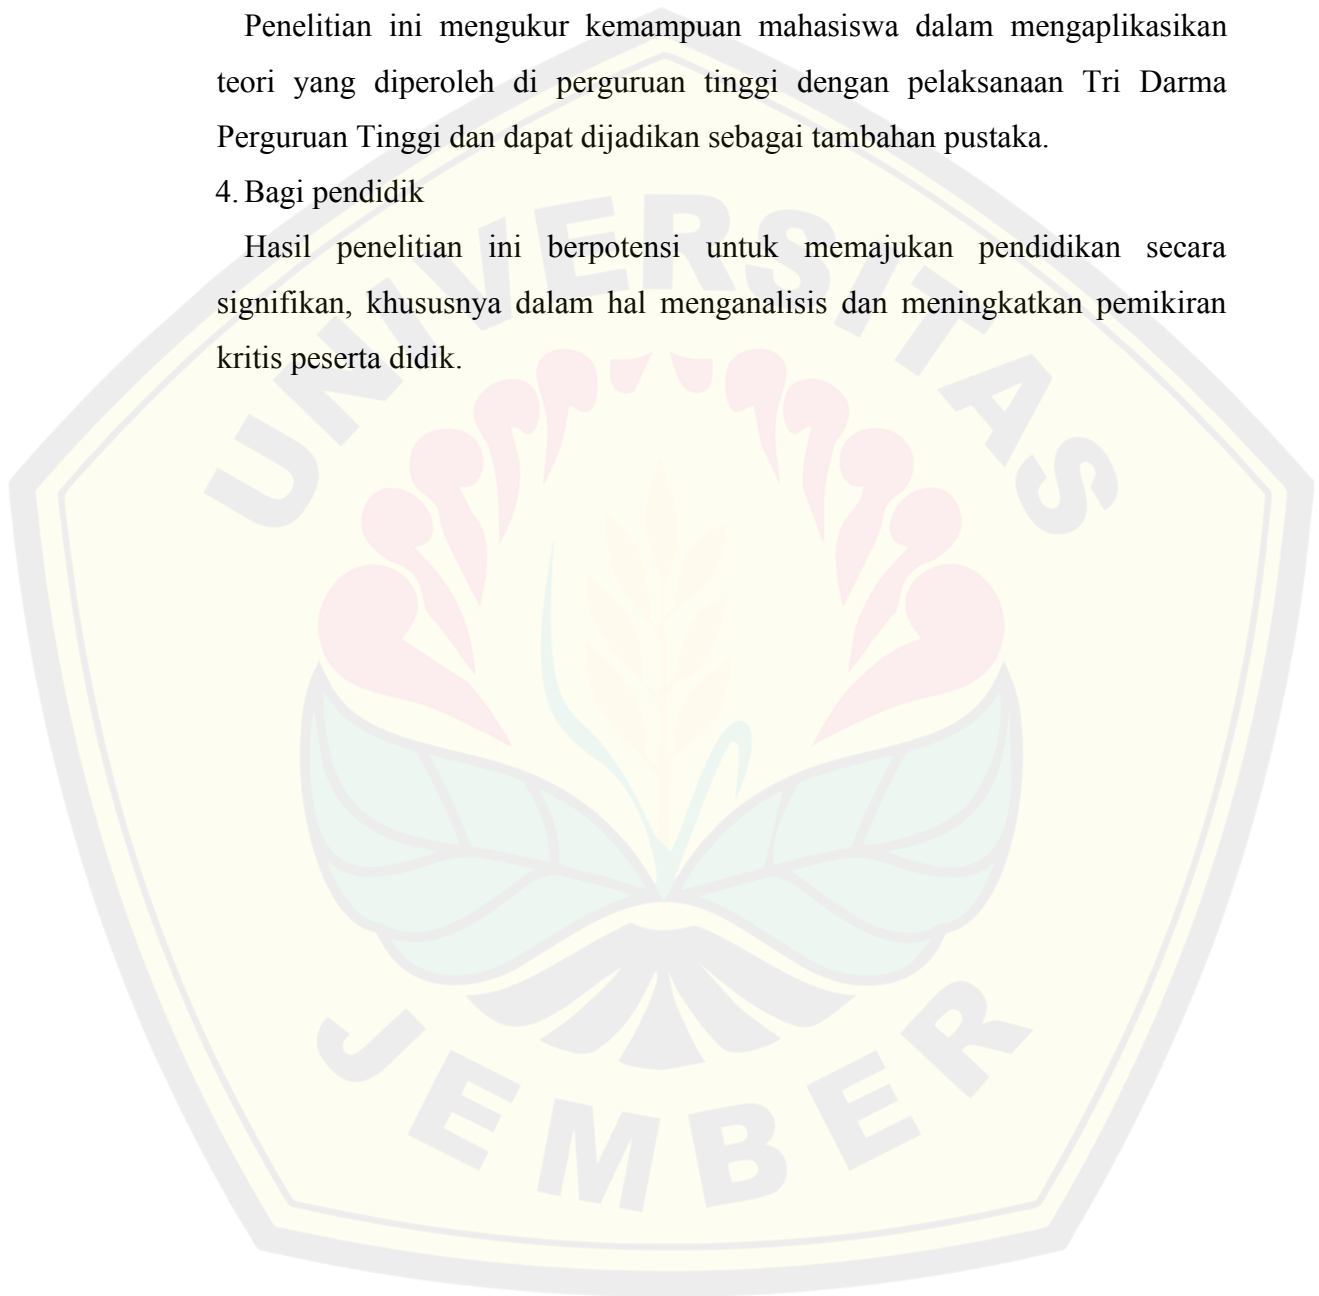 Penelitian ini mengukur kemampuan mahasiswa dalam mengaplikasikan
teori yang diperoleh di perguruan tinggi dengan pelaksanaan Tri Darma
Perguruan Tinggi dan dapat dijadikan sebagai tambahan pustaka.
4. Bagi pendidik
Hasil penelitian ini berpotensi untuk memajukan pendidikan secara
signifikan, khususnya dalam hal menganalisis dan meningkatkan pemikiran
kritis peserta didik.
UNIVERSITAS
JEMBER